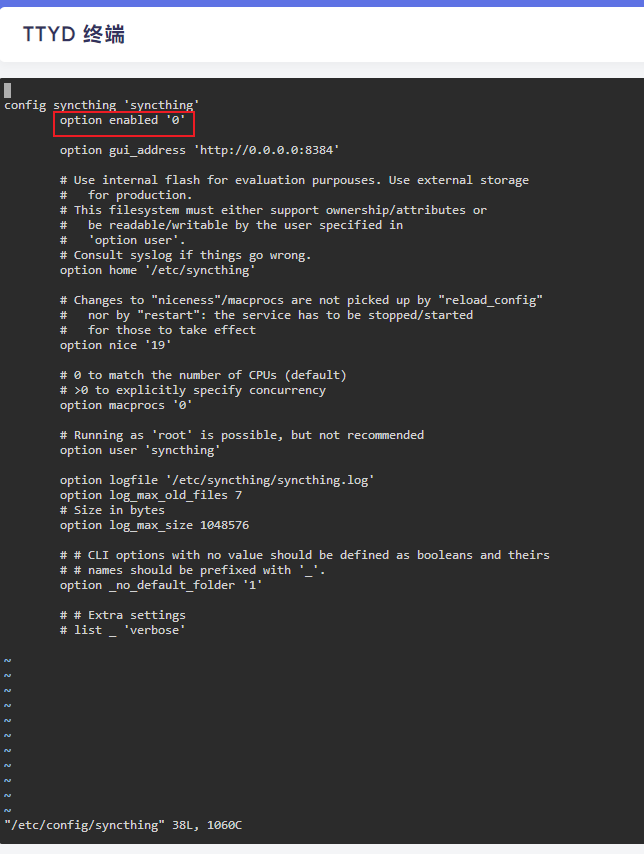 TTYD 终端
config syncthing 'syncthing'
option enabled '0'
option gui_address 'http://0.0.0.0:8384'
# Use internal flash for evaluation purpouses. Use external storage
#   for production.
# This filesystem must either support ownership/attributes or
#   be readable/writable by the user specified in
#   'option user'.
# Consult syslog if things go wrong.
option home '/etc/syncthing'
# Changes to "niceness"/macprocs are not picked up by "reload_config"
#   nor by "restart": the service has to be stopped/started
#   for those to take effect
option nice '19'
# 0 to match the number of CPUs (default)
# >0 to explicitly specify concurrency
option macprocs '0'
# Running as 'root' is possible, but not recommended
option user 'syncthing'
option logfile '/etc/syncthing/syncthing.log'
option log_max_old_files 7
# Size in bytes
option log_max_size 1048576
# # CLI options with no value should be defined as booleans and theirs
# # names should be prefixed with '_'.
option _no_default_folder '1'
# # Extra settings
# list _ 'verbose'
~
~
~
~
~
~
~
~
~
~
~
"/etc/config/syncthing" 38L, 1060C